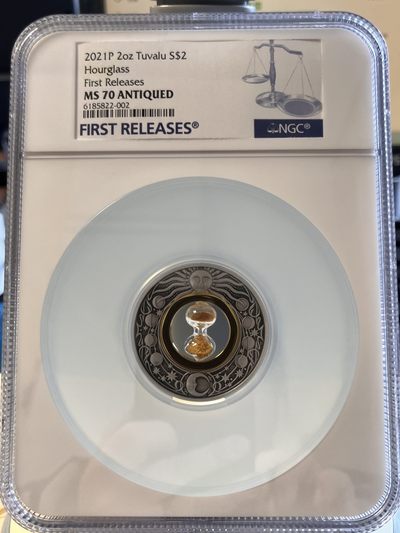 2021P 2oz Tuvalu S$2
Hourglass
First Releases
MS 70 ANTIQUED
6185822-002
FIRST RELEASES®
NGC®